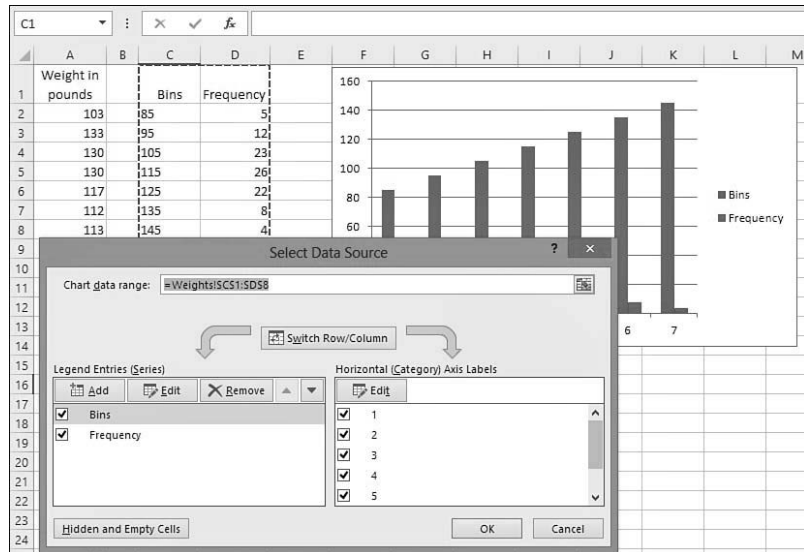 C1 fx
A B C D E F G H I J K L M
Weight in
1 pounds Bins Frequency
2 103 85 5
3 133 95 12
4 130 105 23
5 130 115 26
6 117 125 22
7 112 135 8
8 113 145 4
9
10
11
12
13
14
15
16
17
18
19
20
21
22
23
24
160
140
120
100
80
60
Bins
Frequency
6 7
Select Data Source ? ×
Chart data range: =Weights!$C$1:$D$8
Switch Row/Column
Legend Entries (Series) Horizontal (Category) Axis Labels
Add Edit Remove Edit
Bins 1
Frequency 2
3
4
5
Hidden and Empty Cells OK Cancel